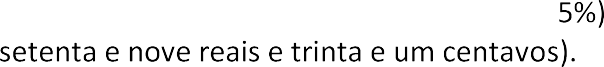 5%)
setenta e nove reais e trinta e um centavos).